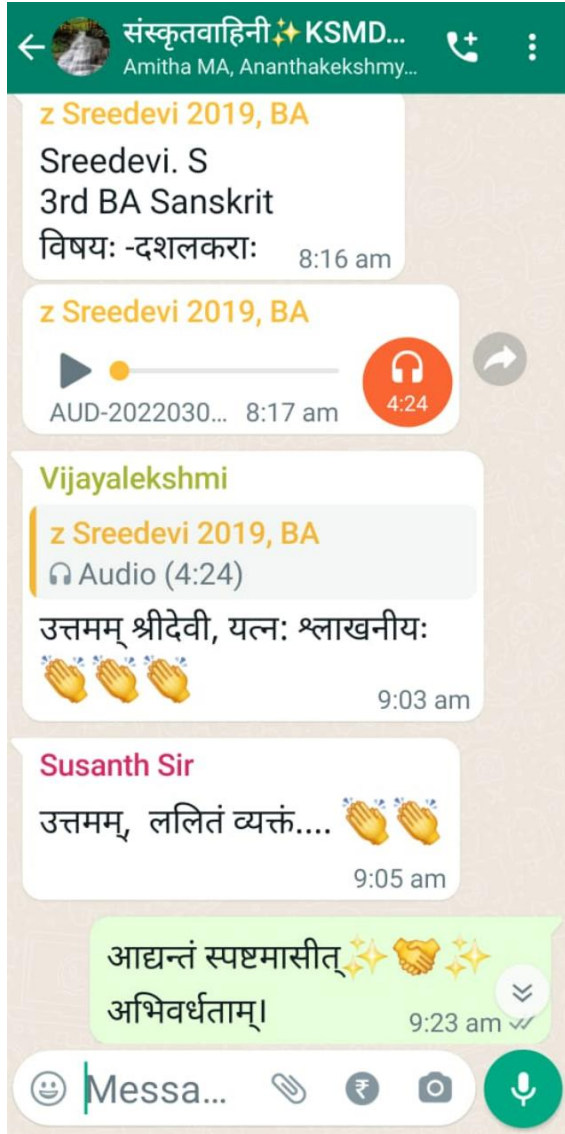 संस्कृतवाहिनी✨KSMD...
Amitha MA, Ananthakekshmy...
z Sreedevi 2019, BA
Sreedevi. S
3rd BA Sanskrit
विषयः -दशलकराः
8:16 am
z Sreedevi 2019, BA
4:24
AUD-2022030... 8:17 am
Vijayalekshmi
z Sreedevi 2019, BA
Audio (4:24)
उत्तमम् श्रीदेवी, यत्न: श्लाखनीयः
👏👏👏
9:03 am
Susanth Sir
उत्तमम्, ललितं व्यक्तं.... 👏👏
9:05 am
आद्यन्तं स्पष्टमासीत्✨🤝✨
अभिवर्धताम्।
9:23 am
Messa...